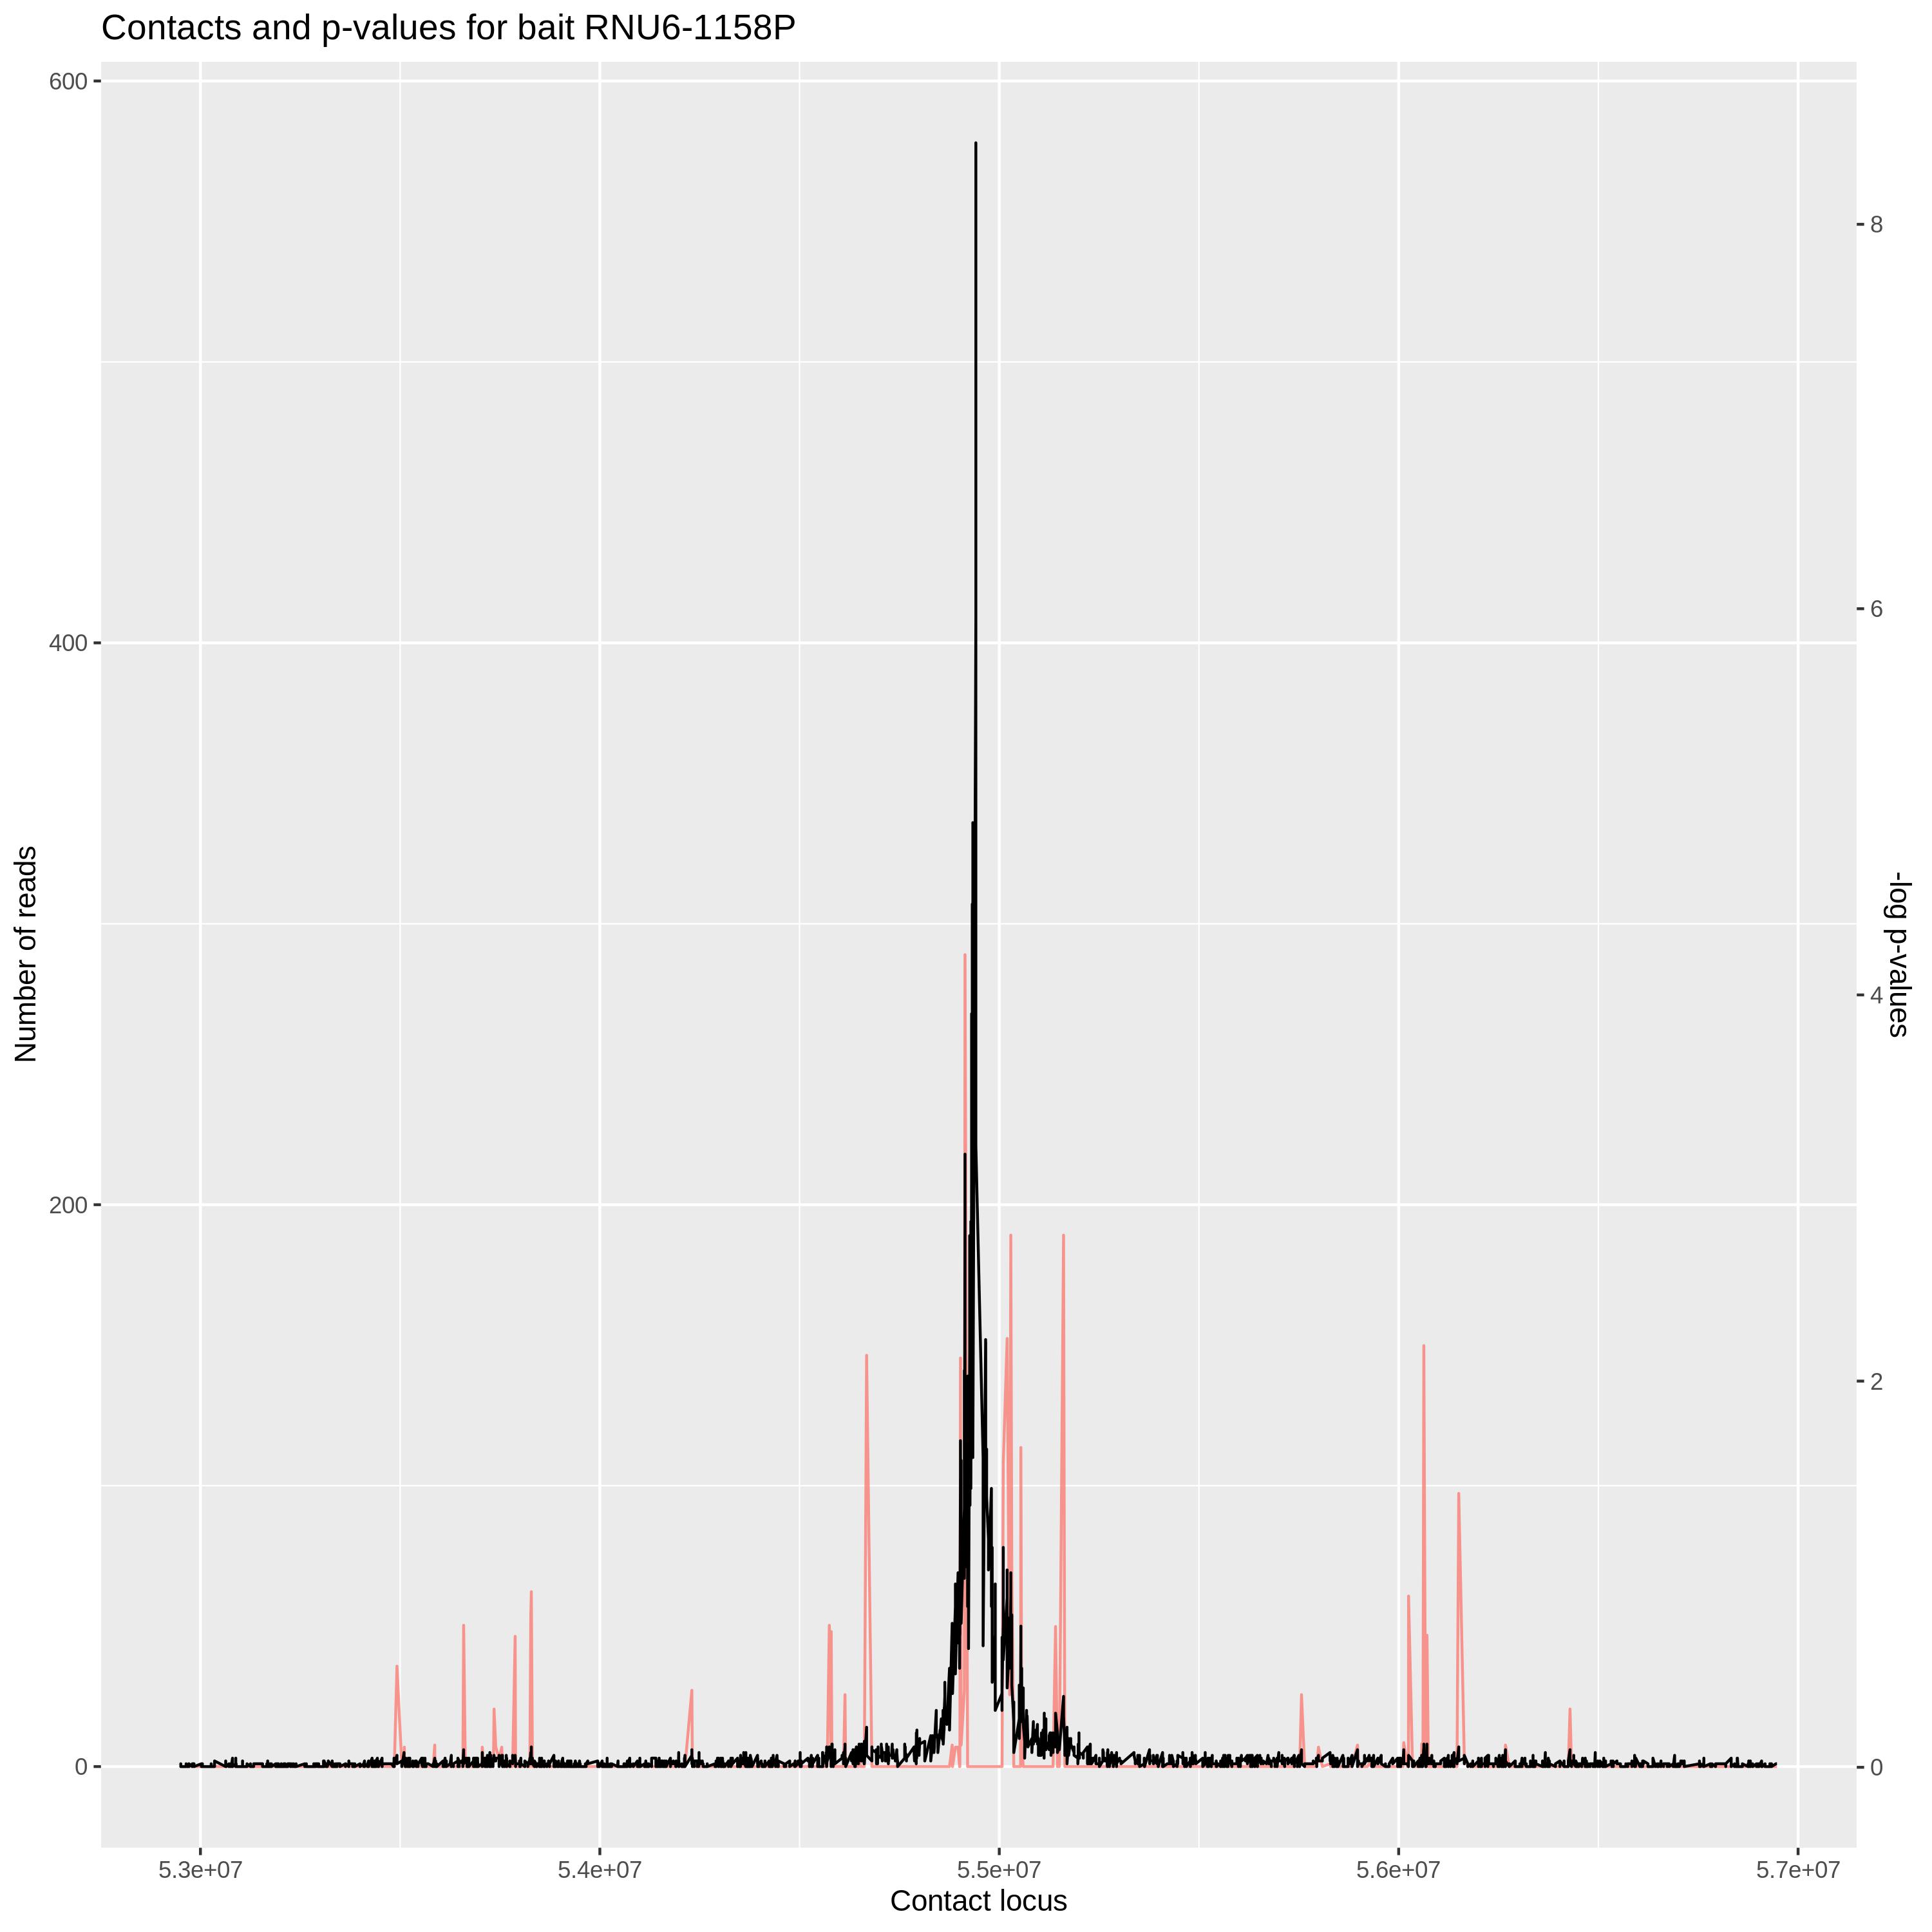 Contacts and p-values for bait RNU6-1158P
600
400
200
0
Number of reads
8
6
4
2
0
-log p-values
5.3e+07
5.4e+07
5.5e+07
5.6e+07
5.7e+07
Contact locus